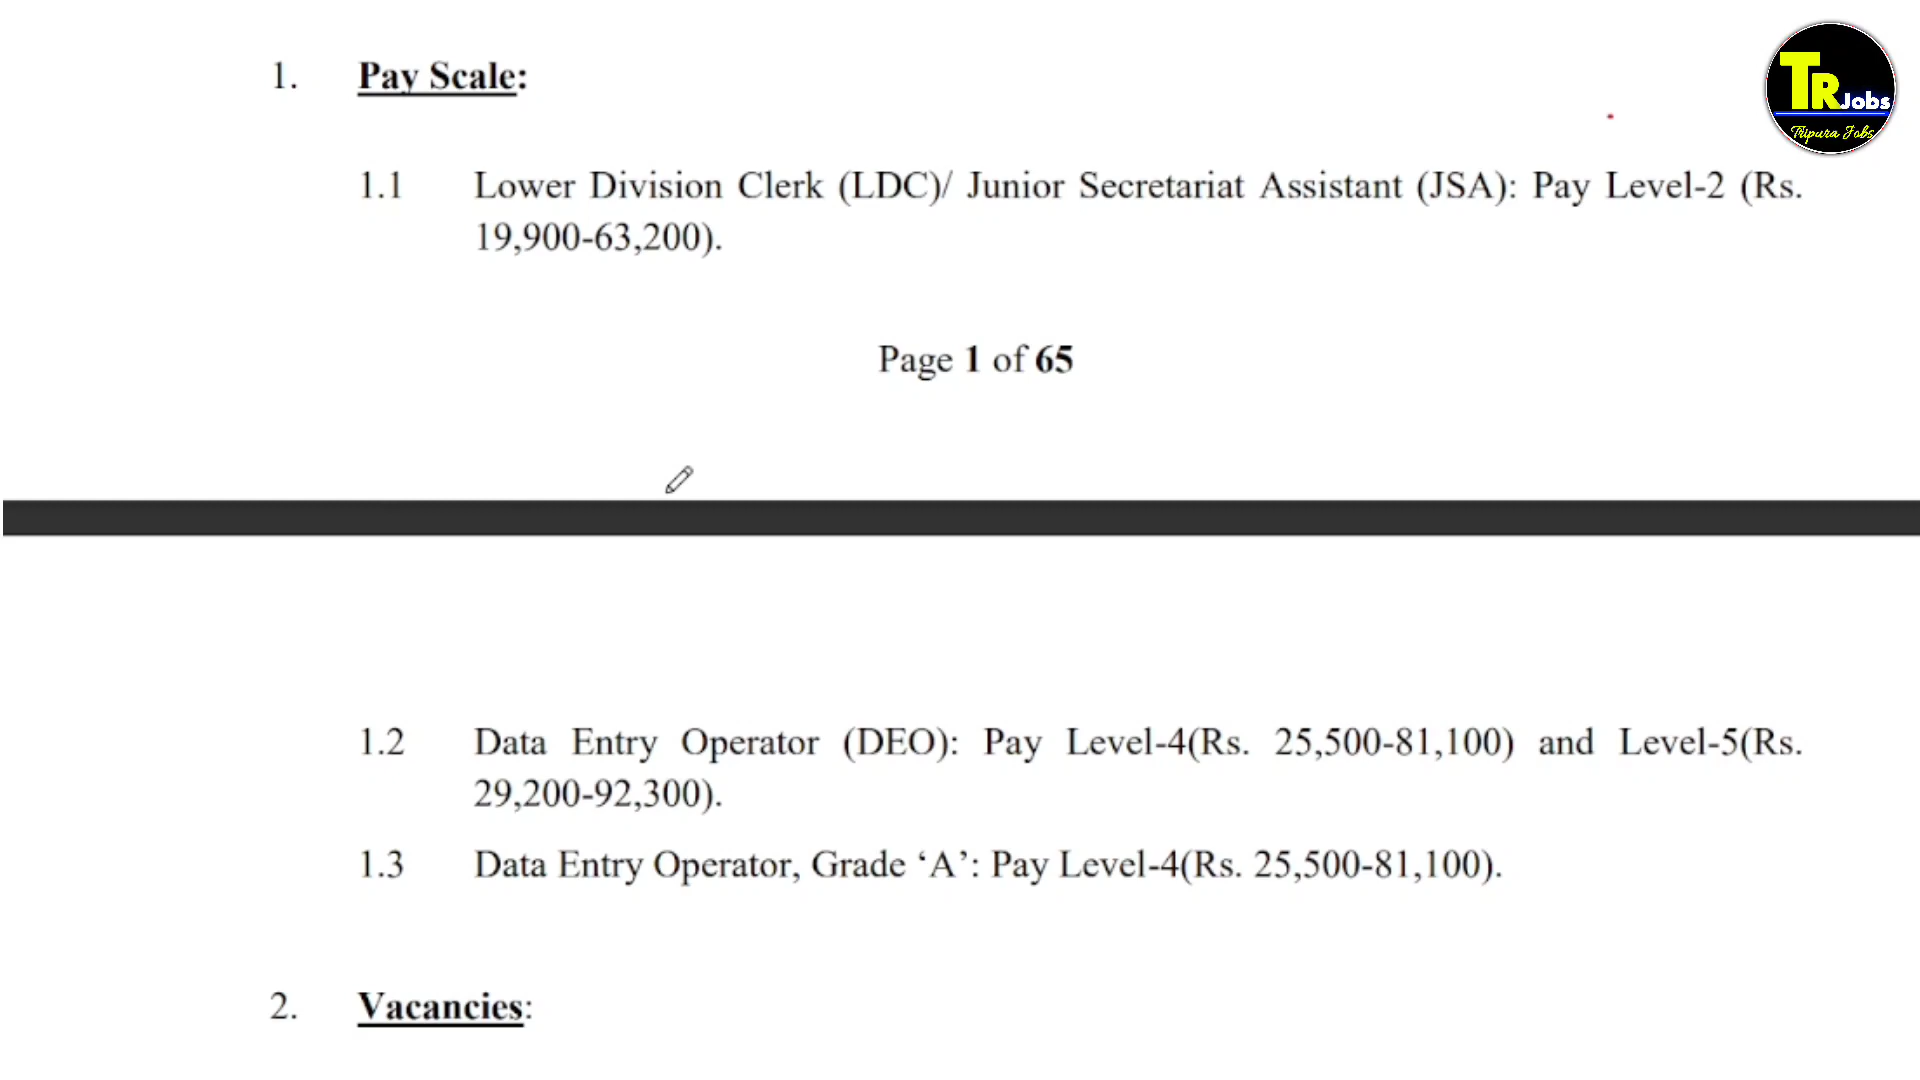 TRJobs
Tripura Jobs
1. Pay Scale:
1.1 Lower Division Clerk (LDC)/ Junior Secretariat Assistant (JSA): Pay Level-2 (Rs.
19,900-63,200).
Page 1 of 65
1.2 Data Entry Operator (DEO): Pay Level-4(Rs. 25,500-81,100) and Level-5(Rs.
29,200-92,300).
1.3 Data Entry Operator, Grade ‘A’: Pay Level-4(Rs. 25,500-81,100).
2. Vacancies: